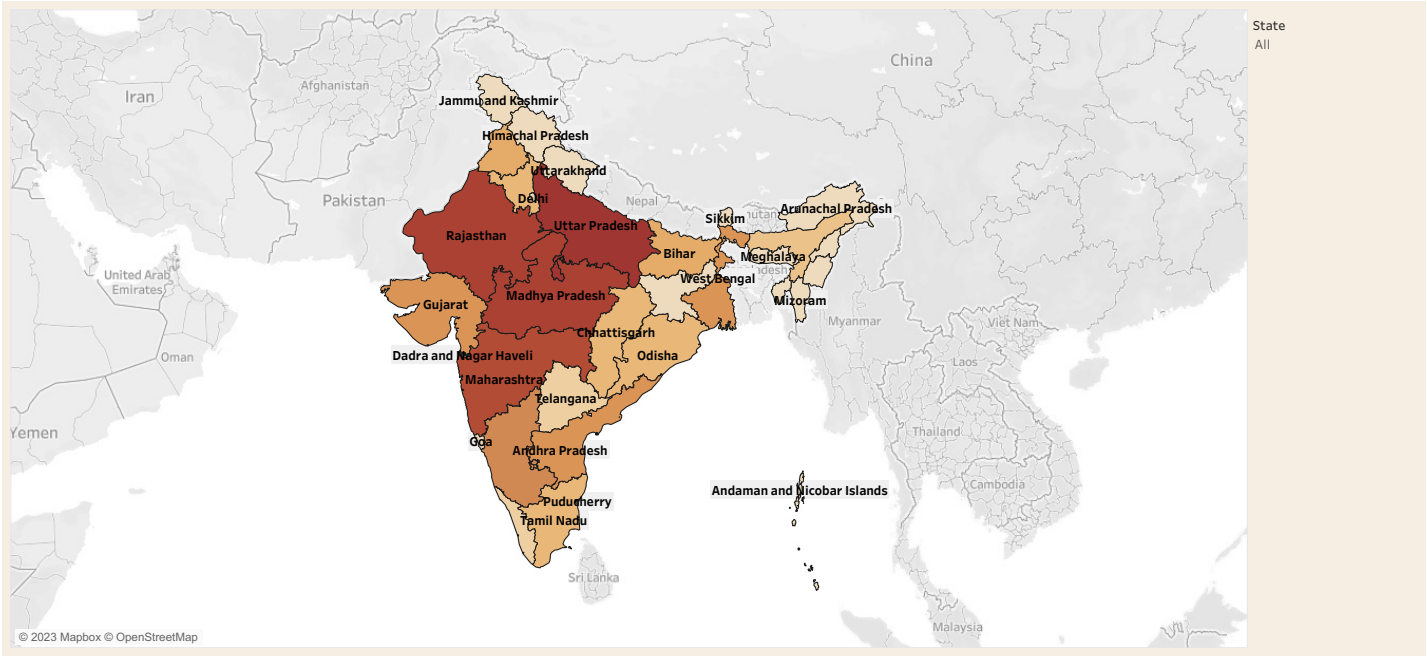 State
All
China
Iran
Afghanistan
Jammu and Kashmir
Himachal Pradesh
Uttarakhand
Pakistan
Delhi
Nepal
Sikkim
Arunachal Pradesh
Uttar Pradesh
Rajasthan
Bihar
Meghalaya
West Bengal
United Arab
Emirates
Madhya Pradesh
Gujarat
Mizoram
Myanmar
Viet Nam
Chhattisgarh
Oman
Dadra and Nagar Haveli
Odisha
Laos
Maharashtra
Telangana
Yemen
Goa
Thailand
Andhra Pradesh
Cambodia
Andaman and Nicobar Islands
Puducherry
Tamil Nadu
Sri Lanka
Malaysia
© 2023 Mapbox © OpenStreetMap